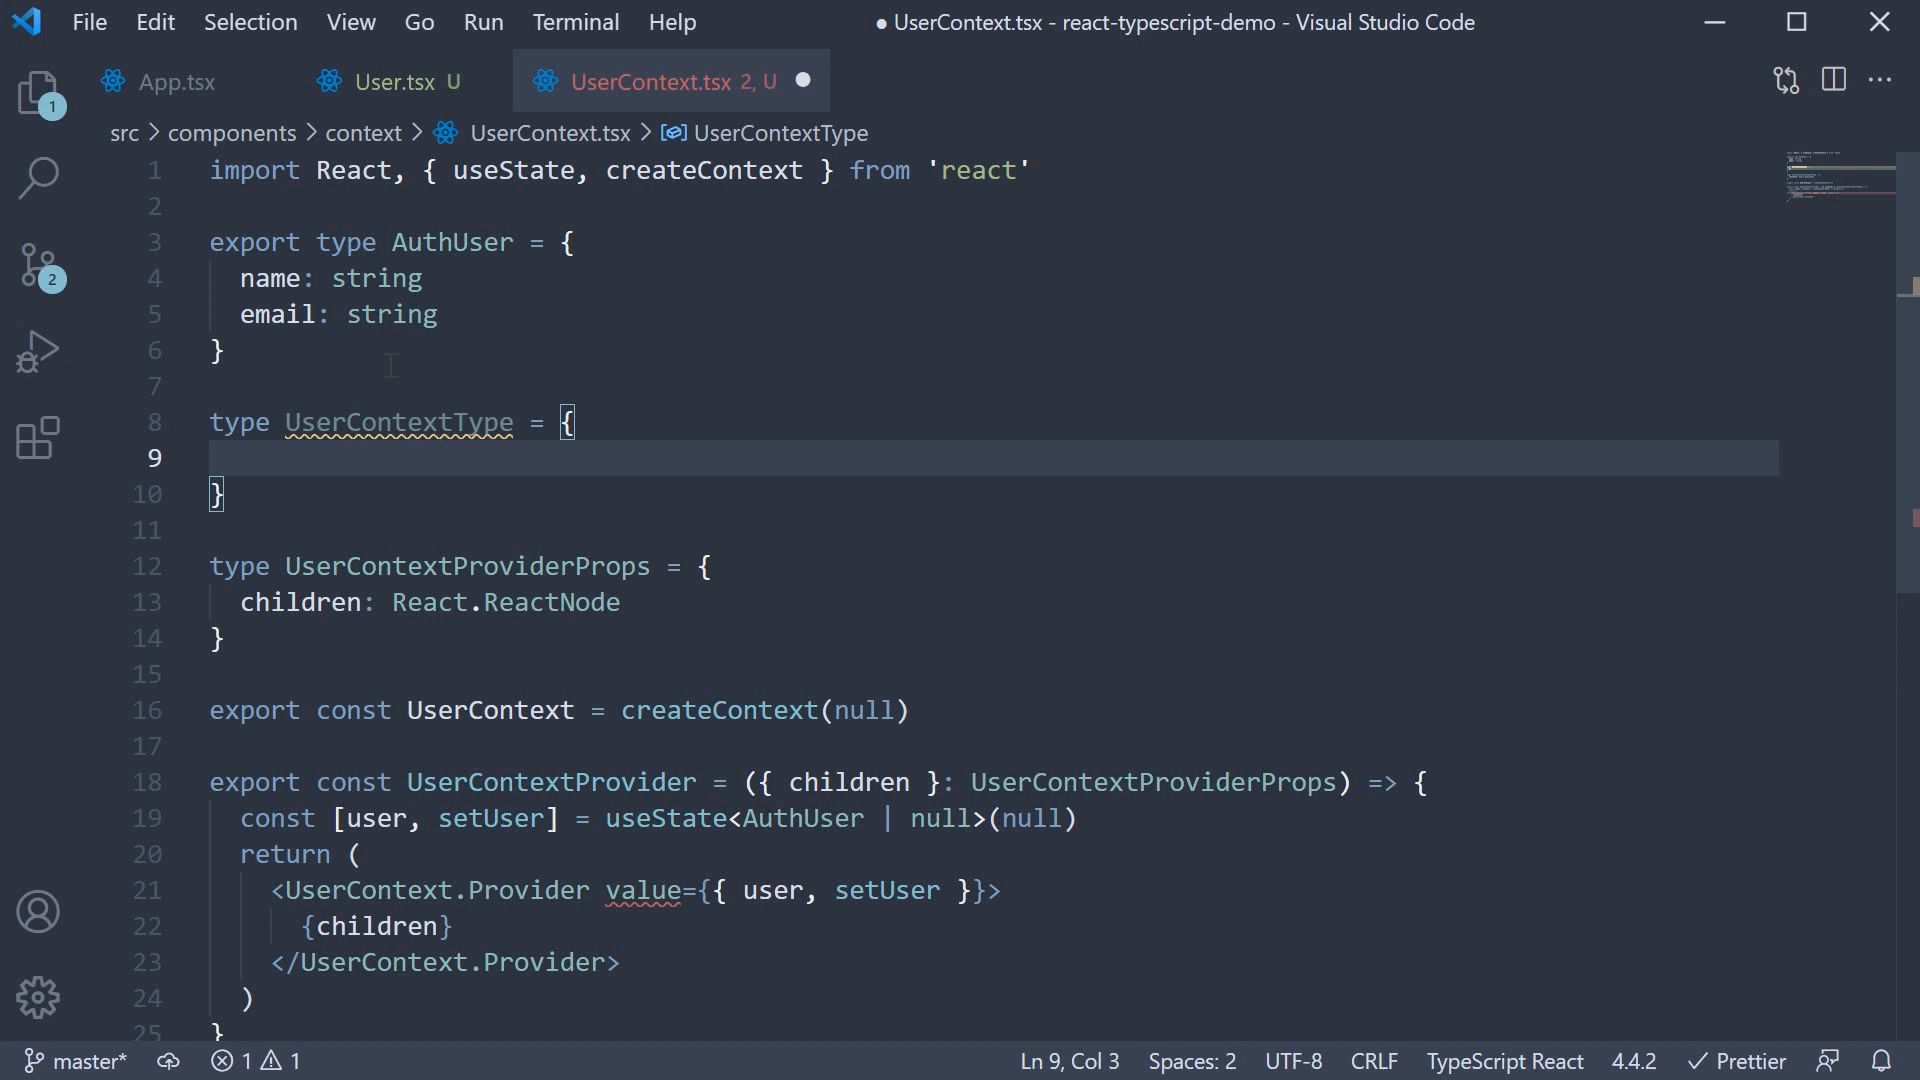 File Edit Selection View Go Run Terminal Help ● UserContext.tsx - react-typescript-demo - Visual Studio Code
App.tsx User.tsx U UserContext.tsx 2, U
src > components > context > UserContext.tsx > UserContextType
1 import React, { useState, createContext } from 'react'
2
3 export type AuthUser = {
4 name: string
5 email: string
6 }
7
8 type UserContextType = {
9
10 }
11
12 type UserContextProviderProps = {
13 children: React.ReactNode
14 }
15
16 export const UserContext = createContext(null)
17
18 export const UserContextProvider = ({ children }: UserContextProviderProps) => {
19 const [user, setUser] = useState<AuthUser | null>(null)
20 return (
21 <UserContext.Provider value={{ user, setUser }}>
22 {children}
23 </UserContext.Provider>
24 )
25 }
1
2
master* 1 1 Ln 9, Col 3 Spaces: 2 UTF-8 CRLF TypeScript React 4.4.2 Prettier